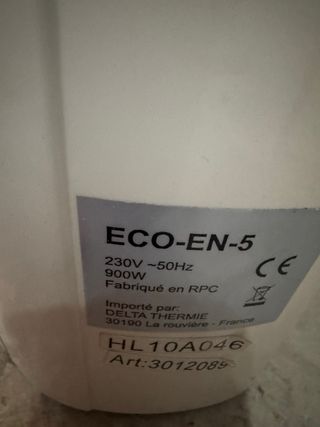 ECO-EN-5
230V ~50Hz
900W
Fabriqué en RPC
CE
Importé par:
DELTA THERMIE
30190 La rouvière - France
HL10A046
Art:3012089